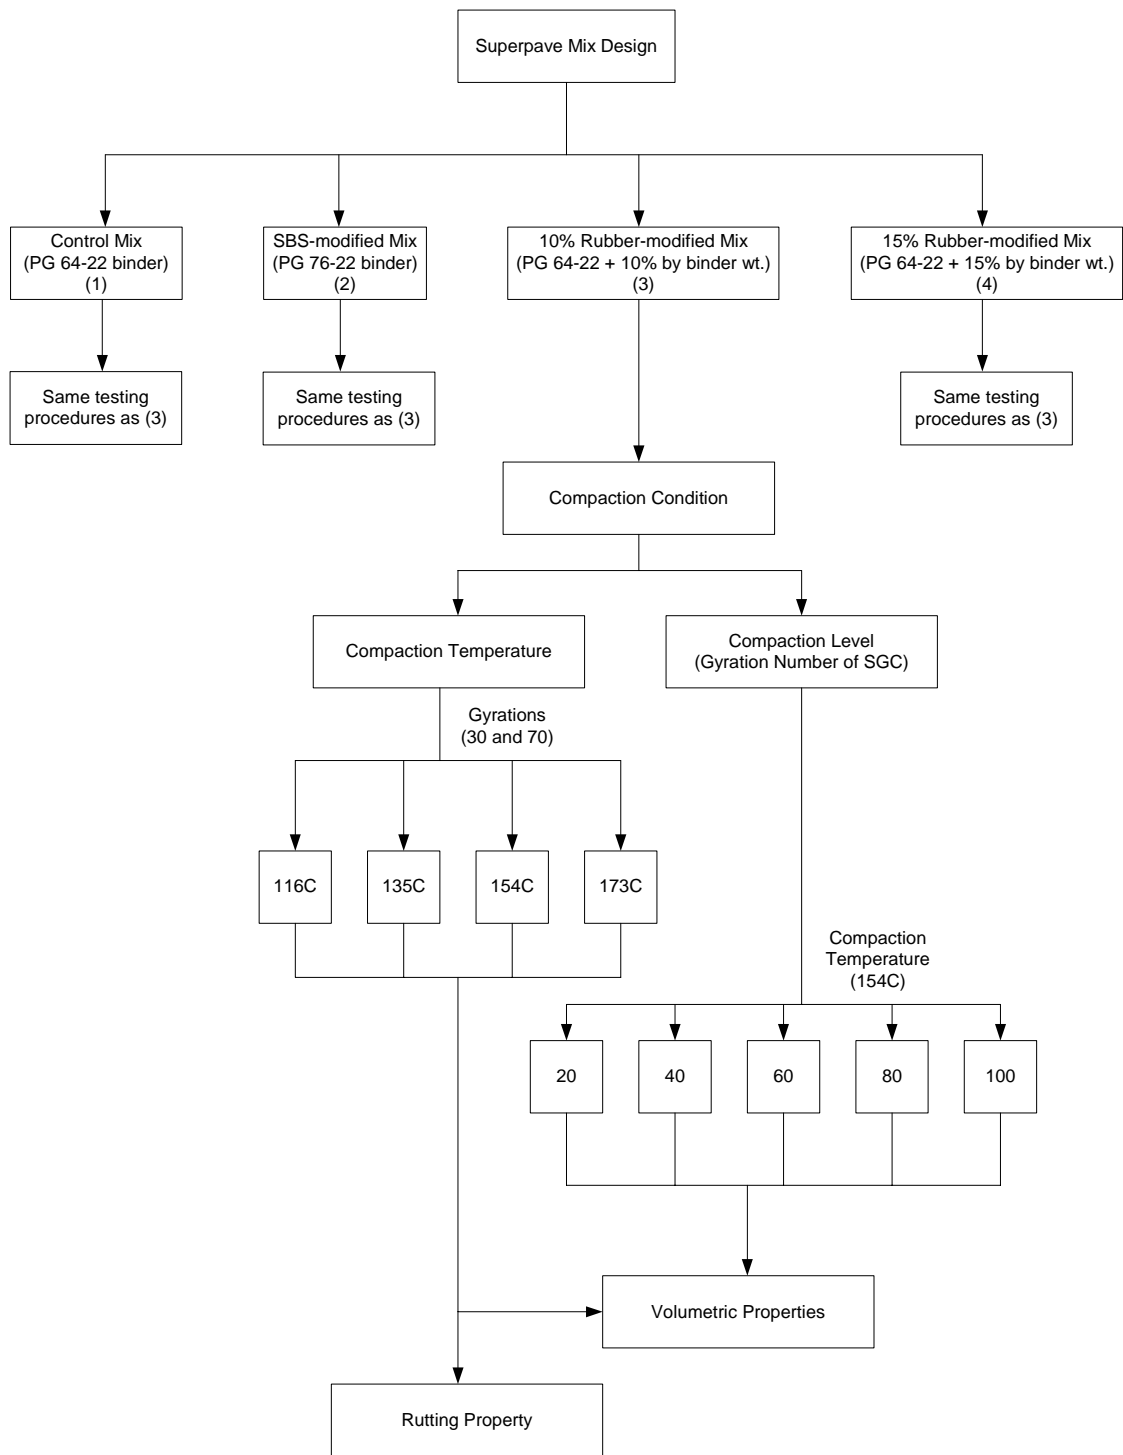 Superpave Mix Design
Control Mix
(PG 64-22 binder)
(1)
SBS-modified Mix
(PG 76-22 binder)
(2)
10% Rubber-modified Mix
(PG 64-22 + 10% by binder wt.)
(3)
15% Rubber-modified Mix
(PG 64-22 + 15% by binder wt.)
(4)
Same testing
procedures as (3)
Same testing
procedures as (3)
Same testing
procedures as (3)
Compaction Condition
Compaction Temperature
Compaction Level
(Gyration Number of SGC)
Gyrations
(30 and 70)
116C
135C
154C
173C
Compaction
Temperature
(154C)
20
40
60
80
100
Volumetric Properties
Rutting Property